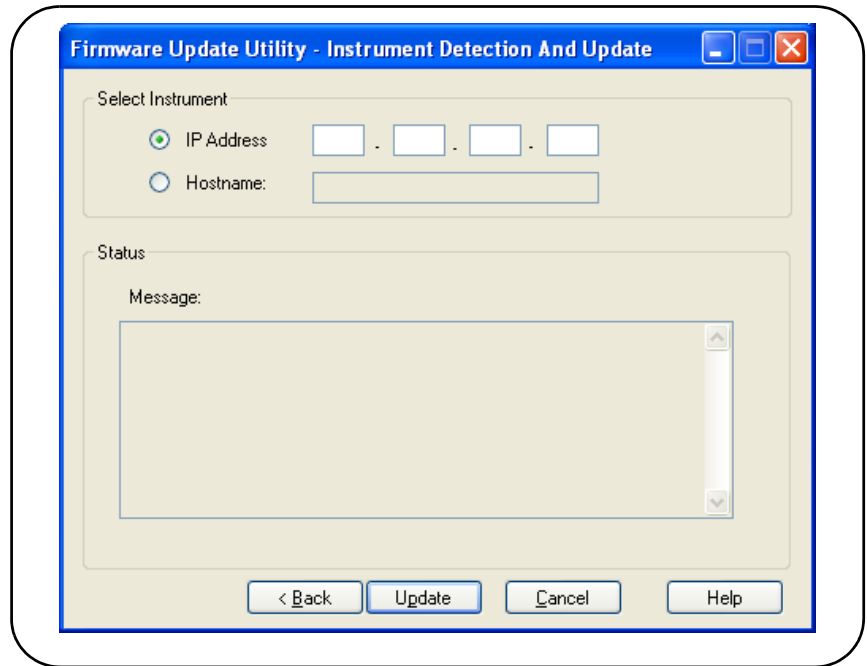 Firmware Update Utility - Instrument Detection And Update
Select Instrument
IP Address . . .
Hostname:
Status
Message:
< Back Update Cancel Help